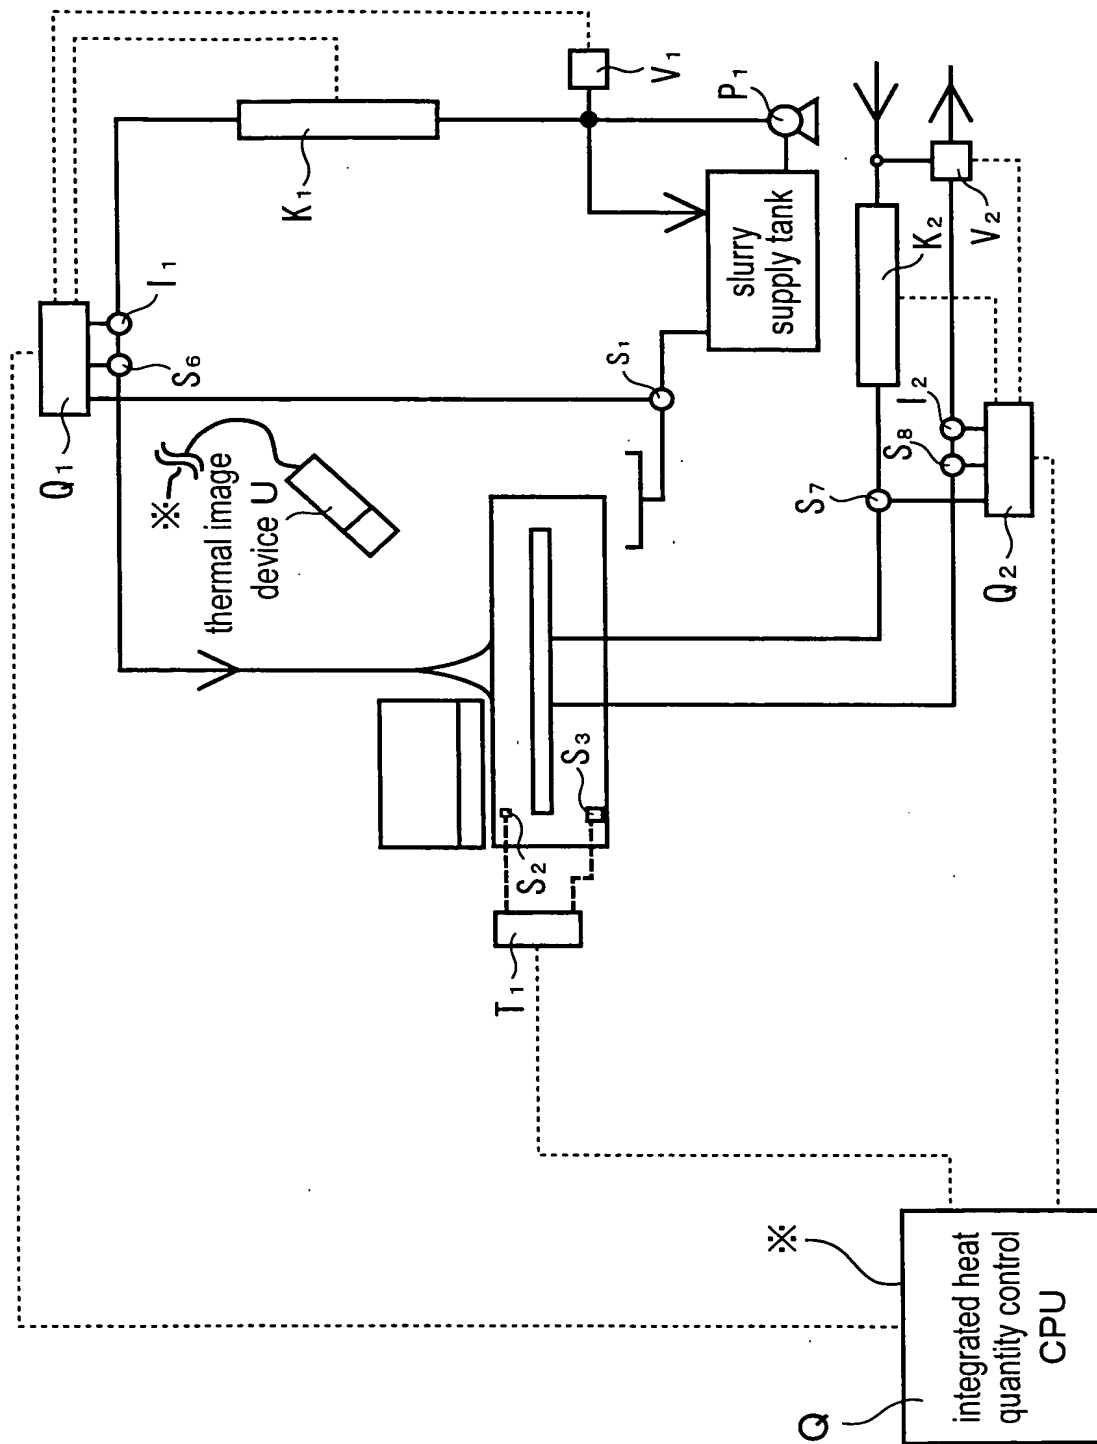 Q₁
I₁
S₆
K₁
V₁
P₁
slurry
supply tank
S₁
※
thermal image
device U
K₂
V₂
I₂
S₈
S₇
Q₂
S₂
S₃
T₁
※
Q
integrated heat
quantity control
CPU